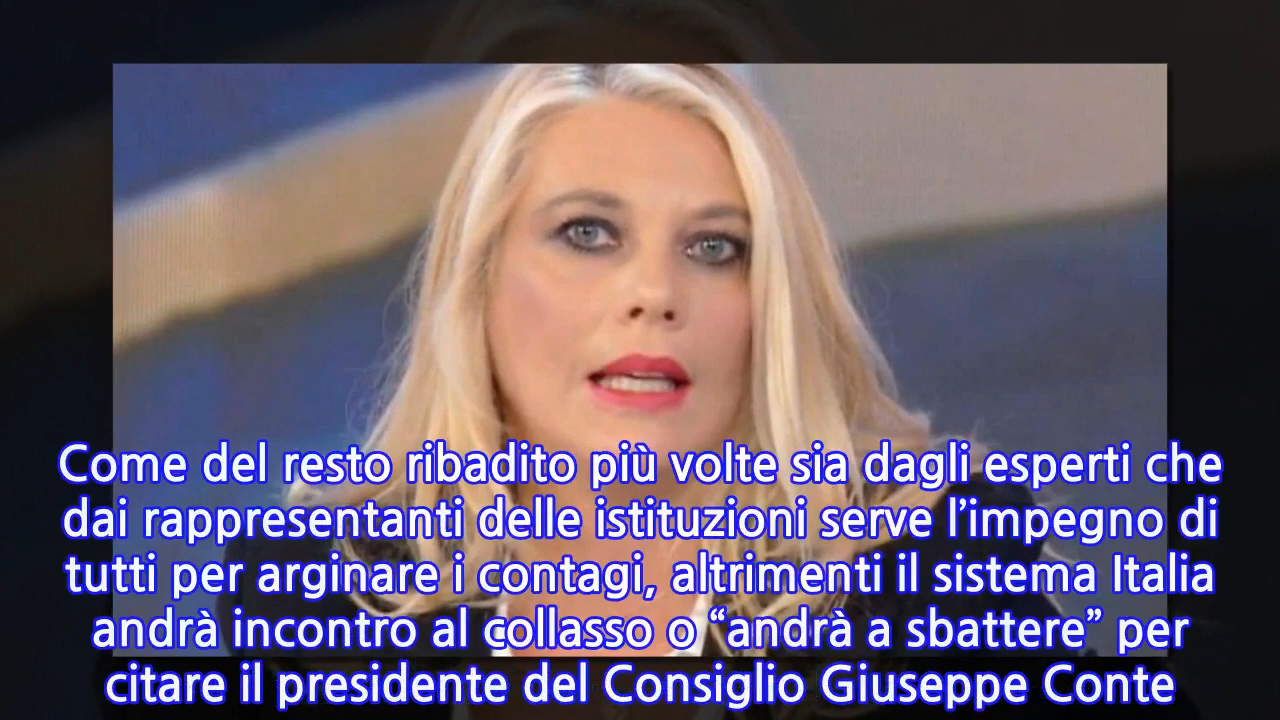 Come del resto ribadito più volte sia dagli esperti che
dai rappresentanti delle istituzioni serve l’impegno di
tutti per arginare i contagi, altrimenti il sistema Italia
andrà incontro al collasso o “andrà a sbattere” per
citare il presidente del Consiglio Giuseppe Conte